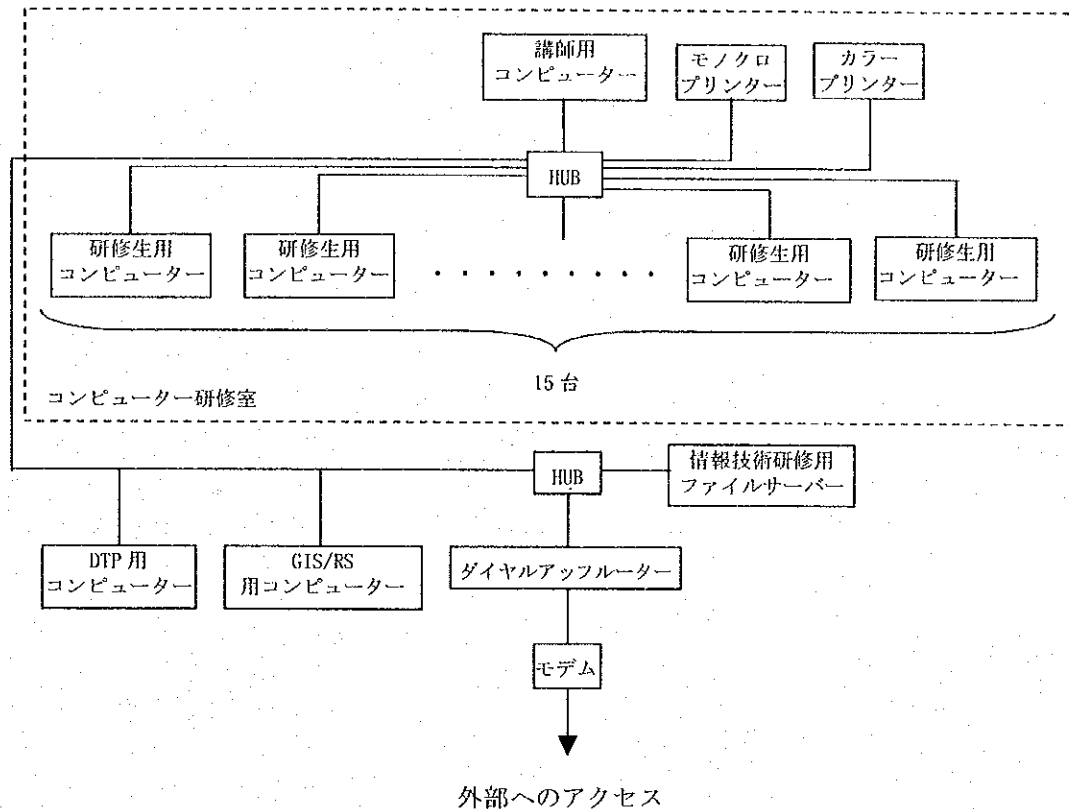 講師用
コンピューター
モノクロ
プリンター
カラー
プリンター
HUB
研修生用
コンピューター
研修生用
コンピューター
研修生用
コンピューター
研修生用
コンピューター
15台
コンピューター研修室
HUB
情報技術研修用
ファイルサーバー
DTP用
コンピューター
GIS/RS
用コンピューター
ダイヤルアップルーター
モデム
外部へのアクセス